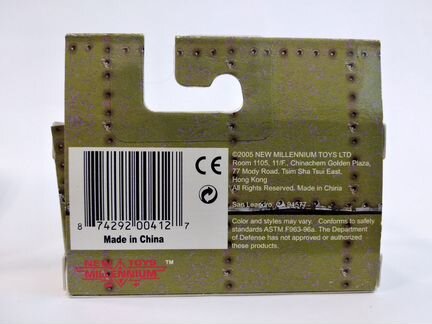 ©2005 NEW MILLENNIUM TOYS LTD
Room 1105, 11/F., Chinachem Golden Plaza,
77 Mody Road, Tsim Sha Tsui East,
Hong Kong
All Rights Reserved, Made in China.
San Leandro, CA 94577
Color and styles may vary. Conforms to safety
standards ASTM F963-96a. The Department
of Defense has not approved or authorized
these products.
CE
8 74292 00412 7
Made in China
NEW TOYS ™
MILLENNIUM